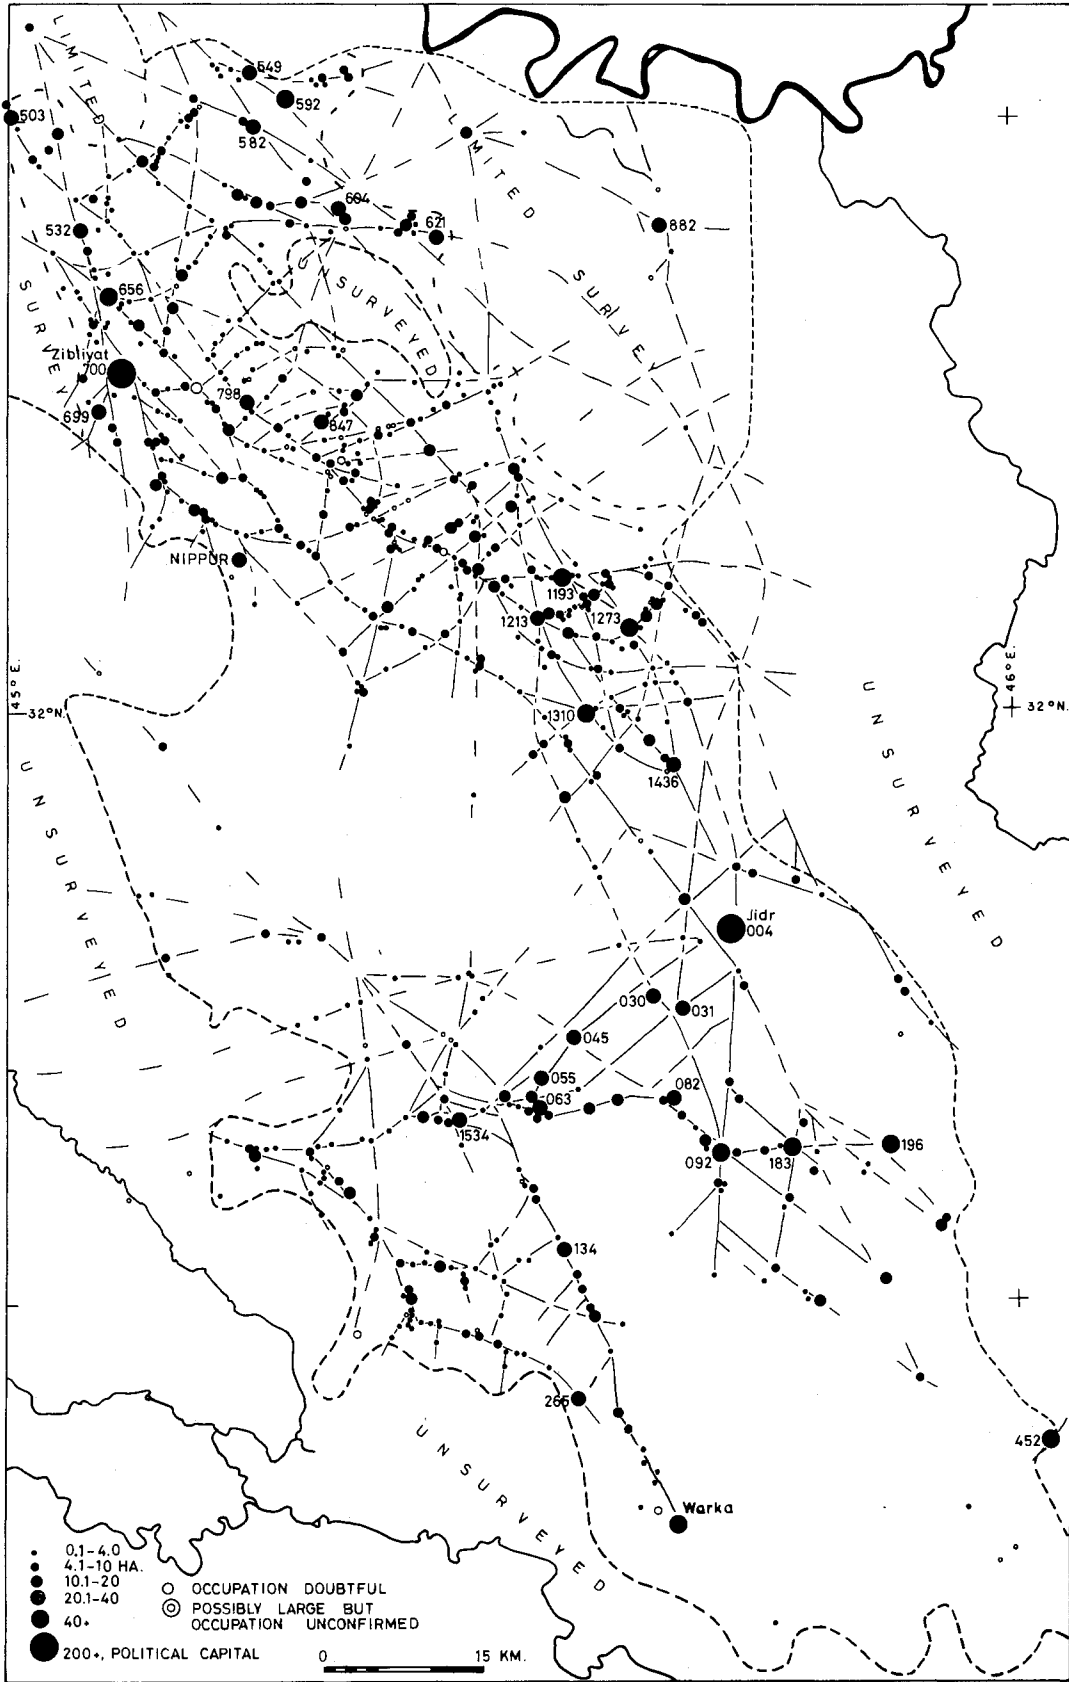 LIMITED
549
592
503
582
LIMITED
604
621
532
882
UNSURVEYED
SURVEY
656
SURVEY
Zibliyat
700
798
699
847
NIPPUR
1193
1213
1273
45°E.
46°E.
32°N.
1310
32°N.
UNSURVEYED
1436
UNSURVEYED
Jidr
004
030
031
045
055
082
063
1534
092
183
196
134
265
452
UNSURVEYED
Warka
0.1-4.0
4.1-10 HA.
10.1-20
20.1-40
40+
200+, POLITICAL CAPITAL
OCCUPATION DOUBTFUL
POSSIBLY LARGE BUT
OCCUPATION UNCONFIRMED
0 15 KM.